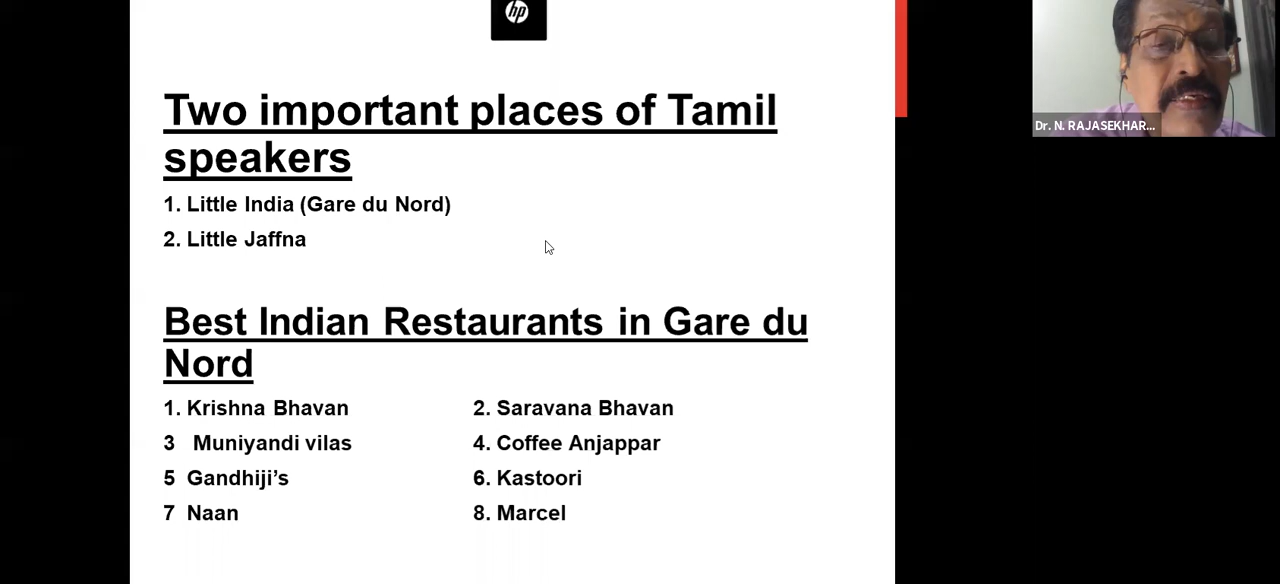 hp
Two important places of Tamil
speakers
1. Little India (Gare du Nord)
2. Little Jaffna
Best Indian Restaurants in Gare du
Nord
1. Krishna Bhavan 2. Saravana Bhavan
3 Muniyandi vilas 4. Coffee Anjappar
5 Gandhiji’s 6. Kastoori
7 Naan 8. Marcel
Dr. N. RAJASEKHAR...